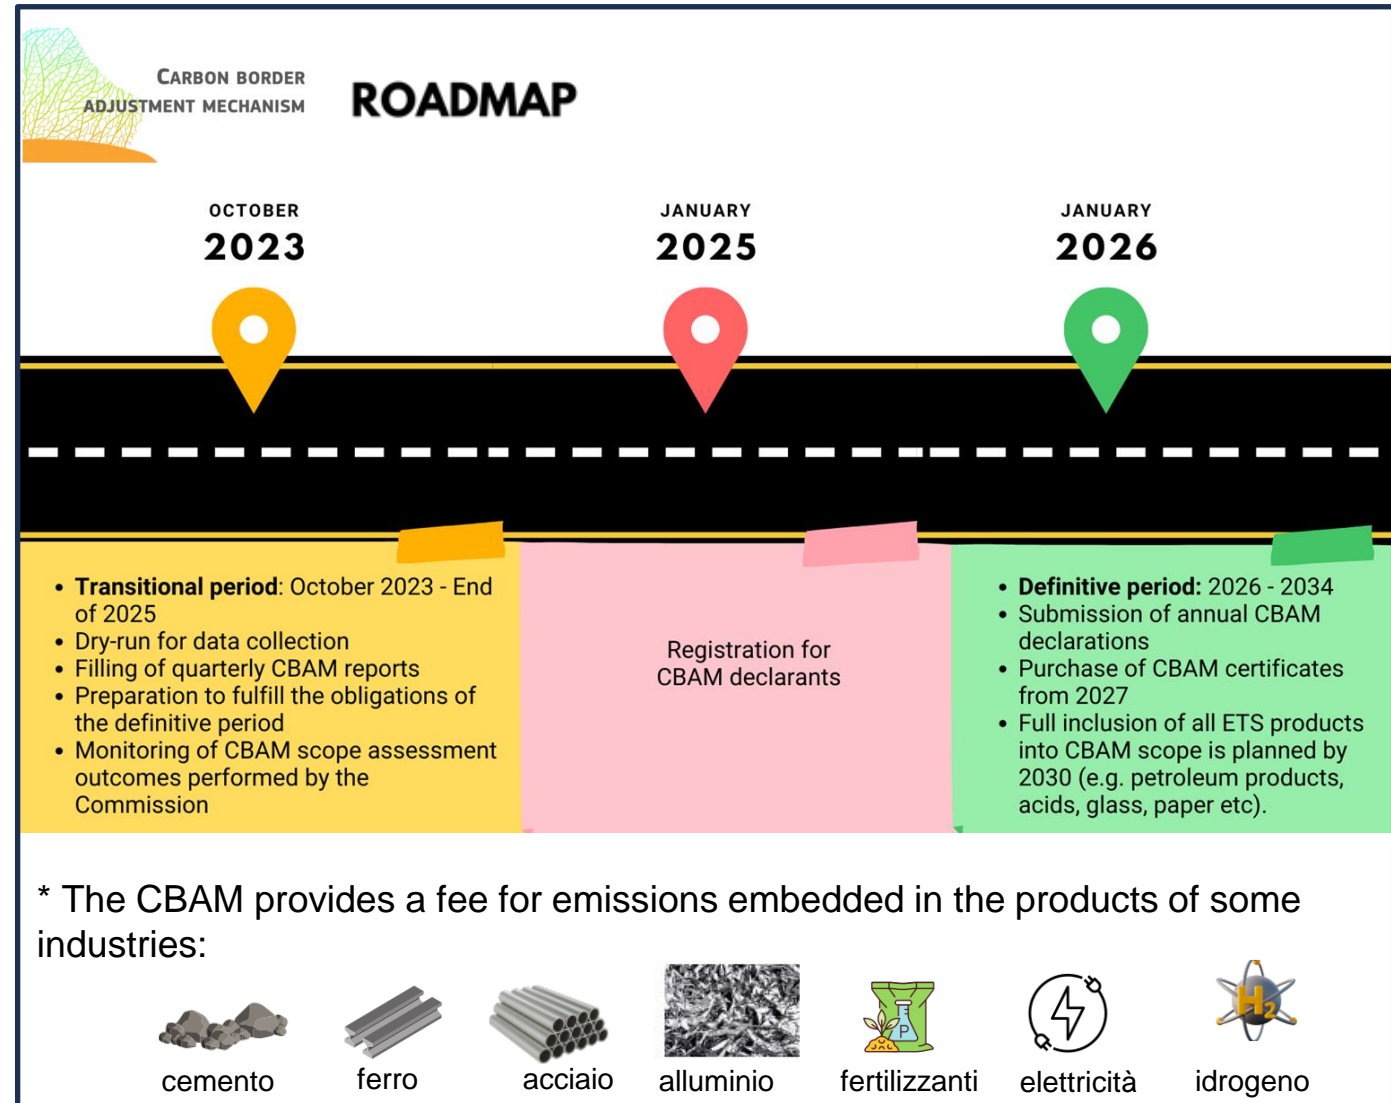 CARBON BORDER
ADJUSTMENT MECHANISM
ROADMAP
OCTOBER
2023
JANUARY
2025
JANUARY
2026
• Transitional period: October 2023 - End
of 2025
• Dry-run for data collection
• Filling of quarterly CBAM reports
• Preparation to fulfill the obligations of
the definitive period
• Monitoring of CBAM scope assessment
outcomes performed by the
Commission
Registration for
CBAM declarants
• Definitive period: 2026 - 2034
• Submission of annual CBAM
declarations
• Purchase of CBAM certificates
from 2027
• Full inclusion of all ETS products
into CBAM scope is planned by
2030 (e.g. petroleum products,
acids, glass, paper etc).
* The CBAM provides a fee for emissions embedded in the products of some
industries:
P
H2
cemento ferro acciaio alluminio fertilizzanti elettricità idrogeno